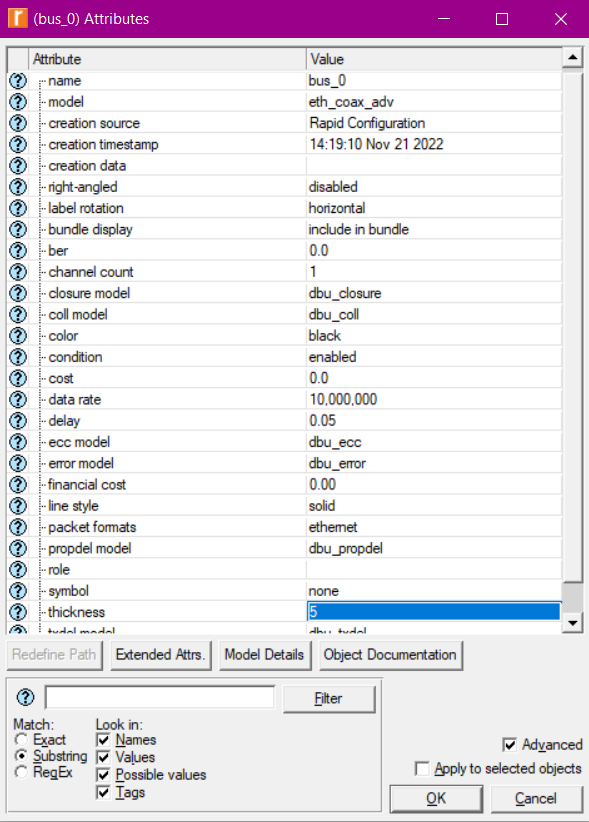 r (bus_0) Attributes
Attribute Value
name bus_0
model eth_coax_adv
creation source Rapid Configuration
creation timestamp 14:19:10 Nov 21 2022
creation data
right-angled disabled
label rotation horizontal
bundle display include in bundle
ber 0.0
channel count 1
closure model dbu_closure
coll model dbu_coll
color black
condition enabled
cost 0.0
data rate 10,000,000
delay 0.05
ecc model dbu_ecc
error model dbu_error
financial cost 0.00
line style solid
packet formats ethernet
propdel model dbu_propdel
role
symbol none
thickness 5
txdel model dbu_txdel
Redefine Path Extended Attrs. Model Details Object Documentation
Filter
Match: Look in:
Exact Names
Substring Values
RegEx Possible values
Tags
Advanced
Apply to selected objects
OK Cancel